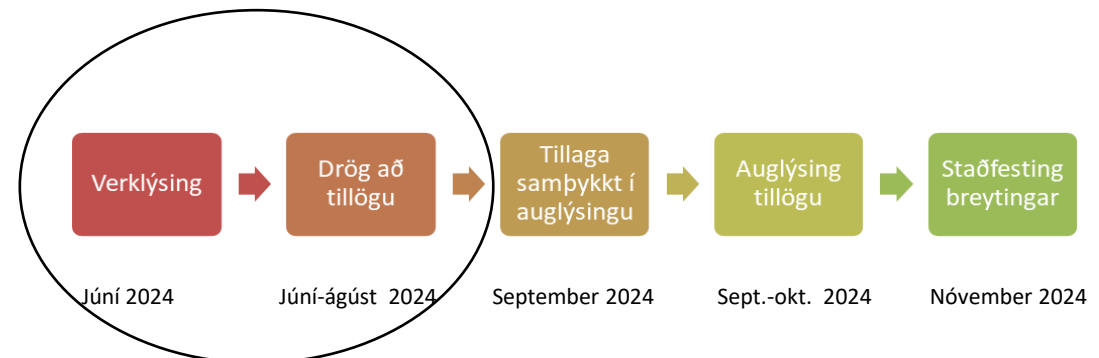 Verklýsing
Drög að
tillögu
Tillaga
samþykkt í
auglýsingu
Auglýsing
tillögu
Staðfesting
breytingar
Júní 2024
Júní-ágúst 2024
September 2024
Sept.-okt. 2024
Nóvember 2024